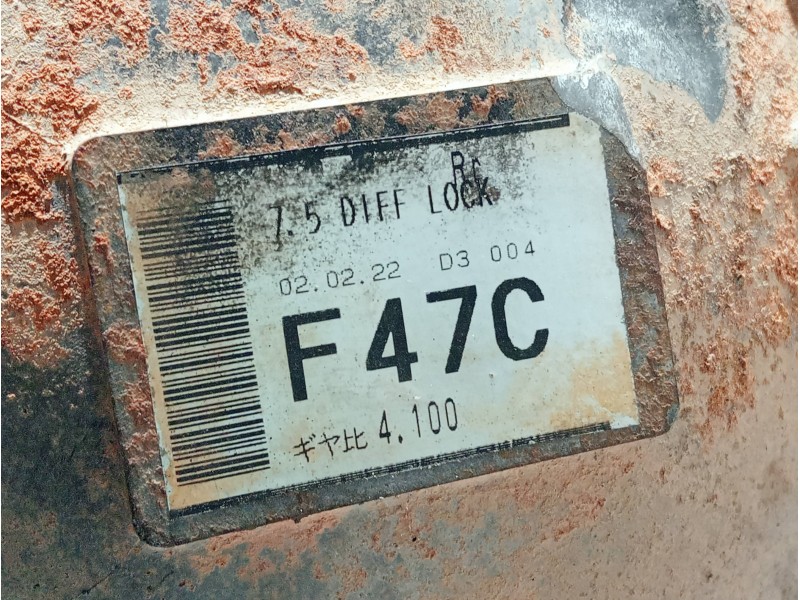 Rr
7.5 DIFF LOCK
02.02.22 D3 004
F47C
ギヤ比 4.100